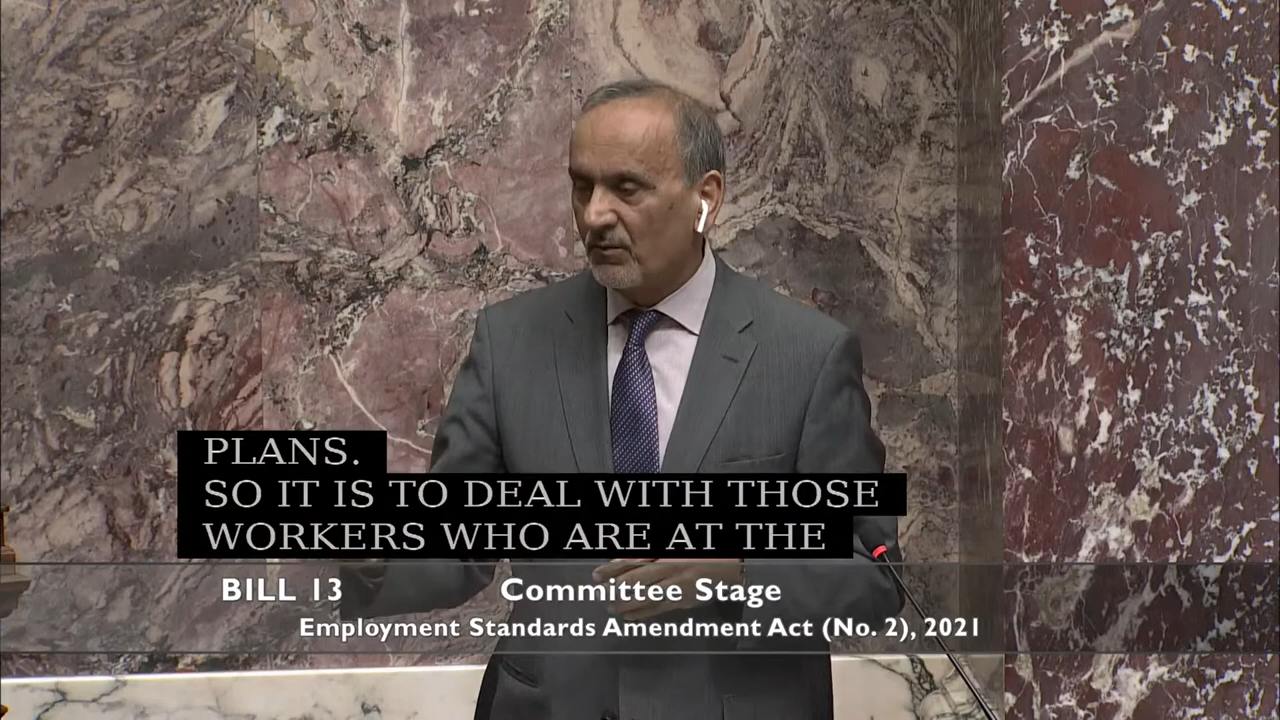 PLANS.
SO IT IS TO DEAL WITH THOSE
WORKERS WHO ARE AT THE
BILL 13 Committee Stage
Employment Standards Amendment Act (No. 2), 2021